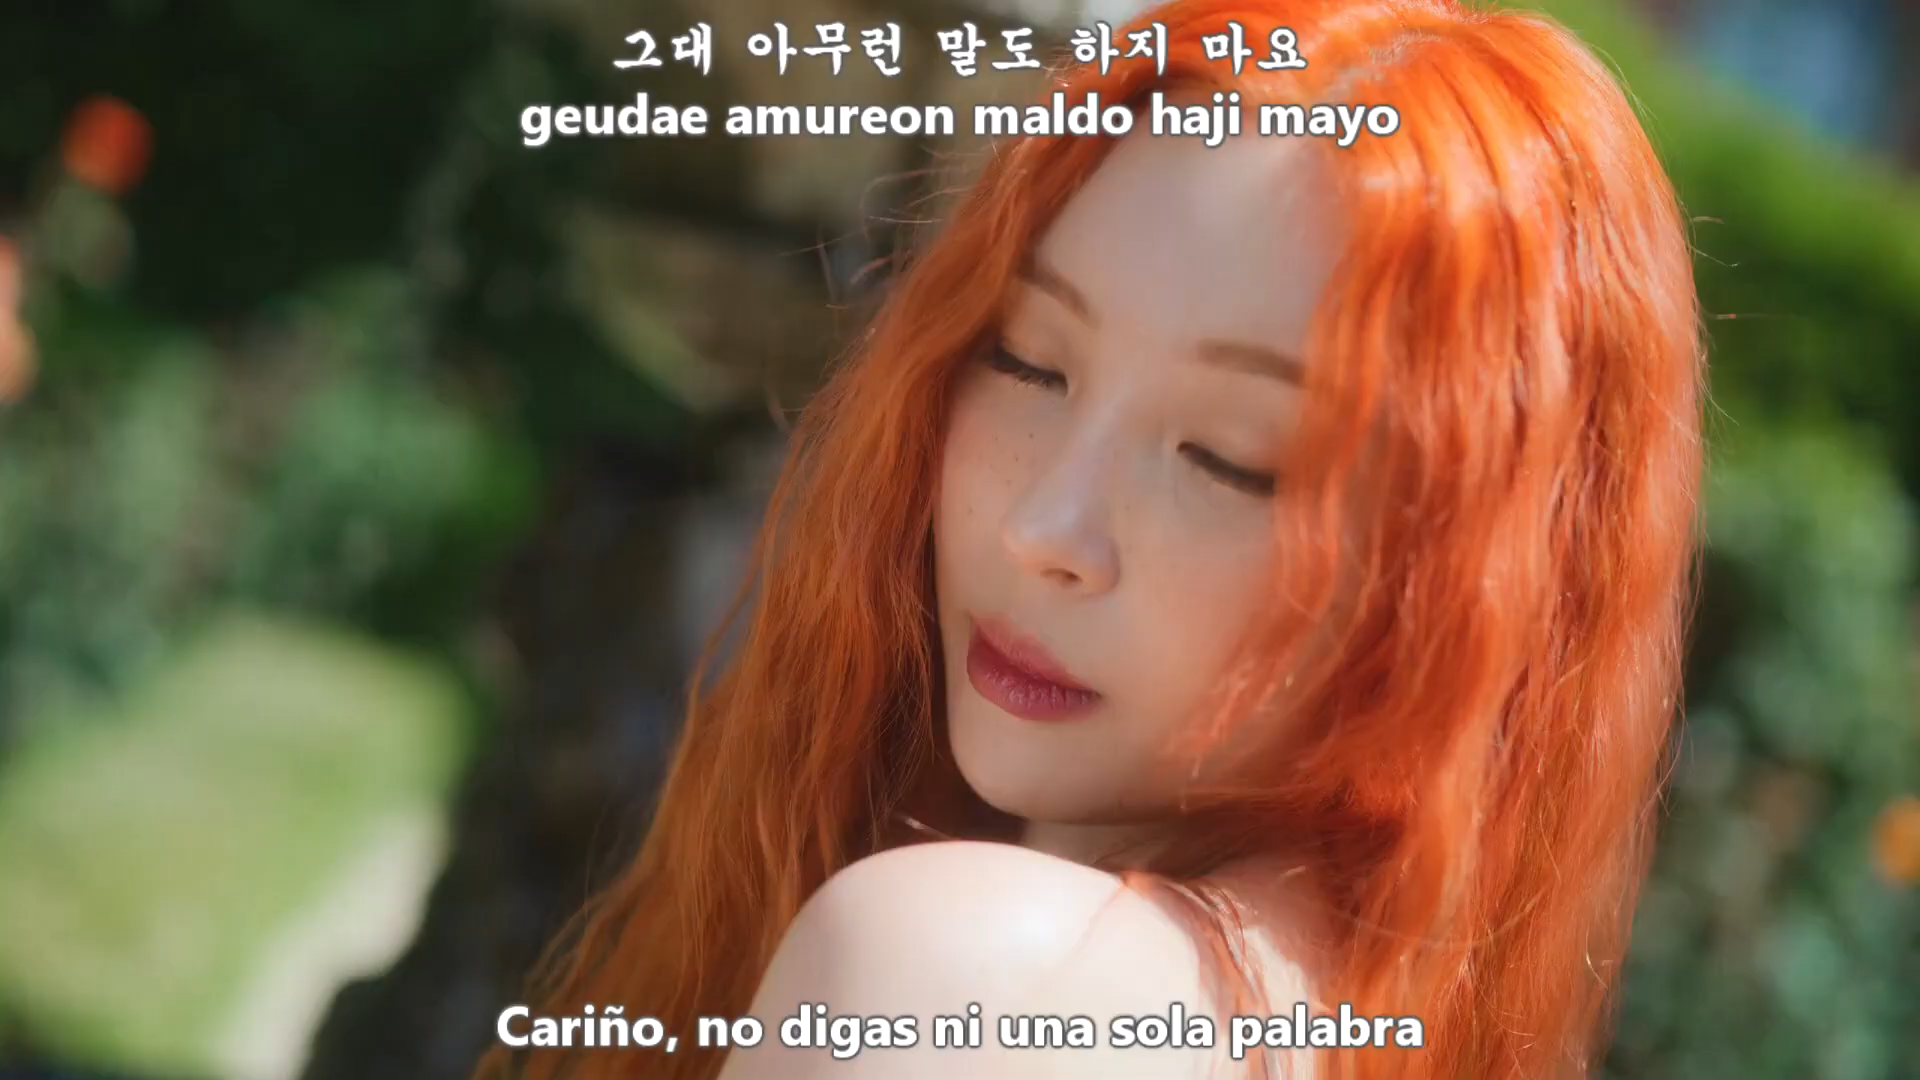 그대 아무런 말도 하지 마요
geudae amureon maldo haji mayo
Cariño, no digas ni una sola palabra